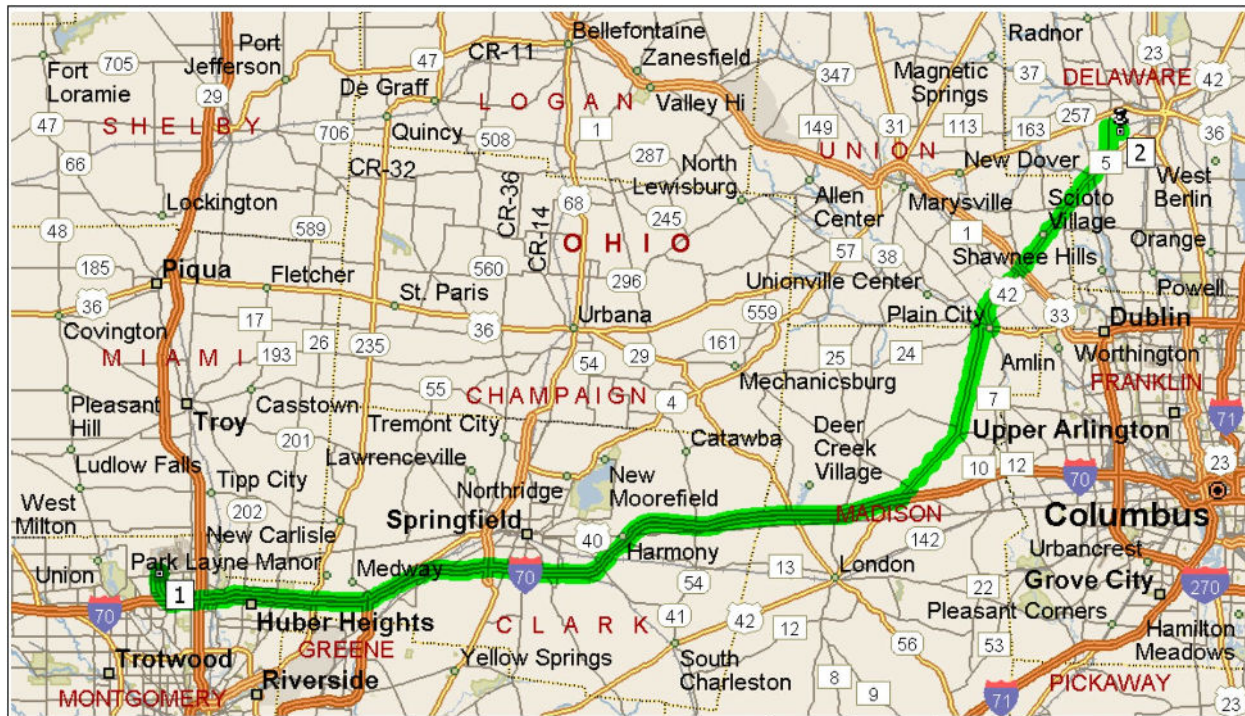 Fort
Loramie
705
Port
Jefferson
29
47
CR-11
Bellefontaine
Zanesfield
Radnor
23
De Graff
LOGAN
Valley Hi
347
Magnetic
Springs
37
DELAWARE
42
47
SHELBY
706
Quincy
508
1
149
31
113
163
257
36
66
CR-32
287
UNION
New Dover
5
2
West
Berlin
Lockington
CR-36
CR-14
North
Lewisburg
Allen
Center
Marysville
Scioto
Village
68
245
48
589
OHIO
57
38
1
Orange
Shawnee Hills
185
Piqua
Fletcher
560
296
Unionville Center
42
Powell
36
St. Paris
36
Urbana
559
Plain City
33
Dublin
Covington
17
MIAMI
193
26
235
54
29
161
25
24
Amlin
Worthington
Mechanicsburg
FRANKLIN
Pleasant
Hill
Troy
Casstown
55
CHAMPAIGN
4
7
71
201
Tremont City
Catawba
Deer
Creek
Village
Upper Arlington
Ludlow Falls
Lawrenceville
10
12
70
23
Tipp City
Northridge
New
Moorefield
West
Milton
202
Springfield
MADISON
Columbus
New Carlisle
40
Harmony
142
Urbancrest
Union
Park Layne Manor
Medway
70
13
London
22
Grove City
270
1
54
Pleasant Corners
70
Huber Heights
CLARK
41
42
12
56
53
Hamilton
Meadows
GREENE
Trotwood
Yellow Springs
South
Charleston
8
9
PICKAWAY
MONTGOMERY
Riverside
71
23